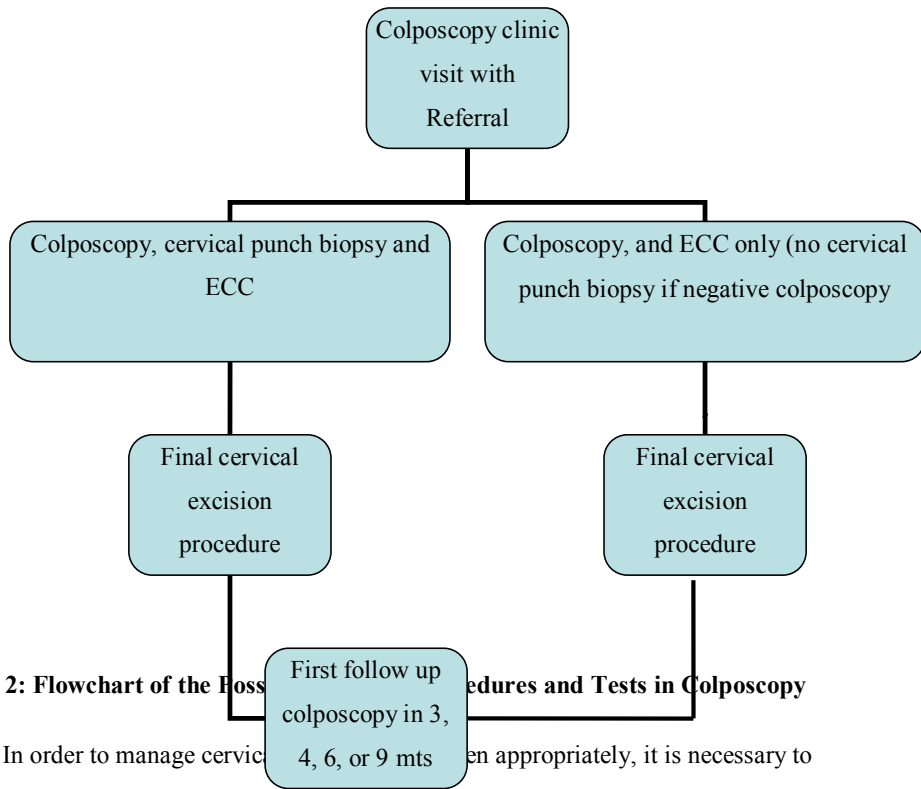 Colposcopy clinic
visit with
Referral
Colposcopy, cervical punch biopsy and
ECC
Colposcopy, and ECC only (no cervical
punch biopsy if negative colposcopy
Final cervical
excision
procedure
Final cervical
excision
procedure
First follow up
colposcopy in 3,
4, 6, or 9 mts
2: Flowchart of the edures and Tests in Colposcopy
In order to manage en appropriately, it is necessary to